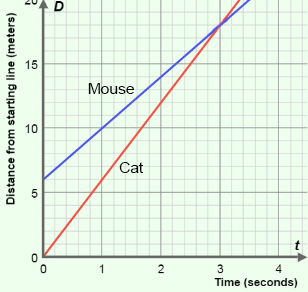 20
D
Distance from starting line (meters)
Mouse
15
10
Cat
5
0
t
0 1 2 3 4
Time (seconds)